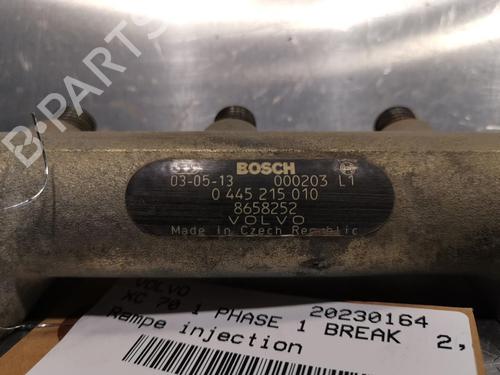 BOSCH
03-05-13 000203 L1
0 445 215 010
8658252
VOLVO
Made in Czech Republic
VOLVO 20230164
XC 70 1 PHASE 1 BREAK 2,
Rampe injection
B-PARTS